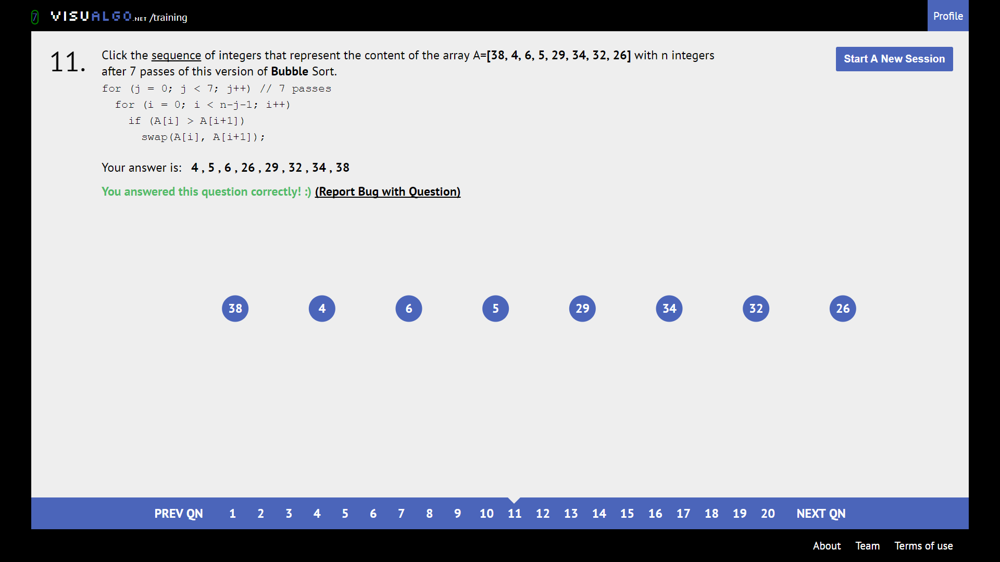 7 VISUALGO.NET /training
Profile
11.
Click the sequence of integers that represent the content of the array A=[38, 4, 6, 5, 29, 34, 32, 26] with n integers
after 7 passes of this version of Bubble Sort.
for (j = 0; j < 7; j++) // 7 passes
for (i = 0; i < n-j-1; i++)
if (A[i] > A[i+1])
swap(A[i], A[i+1]);
Start A New Session
Your answer is: 4 , 5 , 6 , 26 , 29 , 32 , 34 , 38
You answered this question correctly! :) (Report Bug with Question)
38 4 6 5 29 34 32 26
PREV QN 1 2 3 4 5 6 7 8 9 10 11 12 13 14 15 16 17 18 19 20 NEXT QN
About Team Terms of use